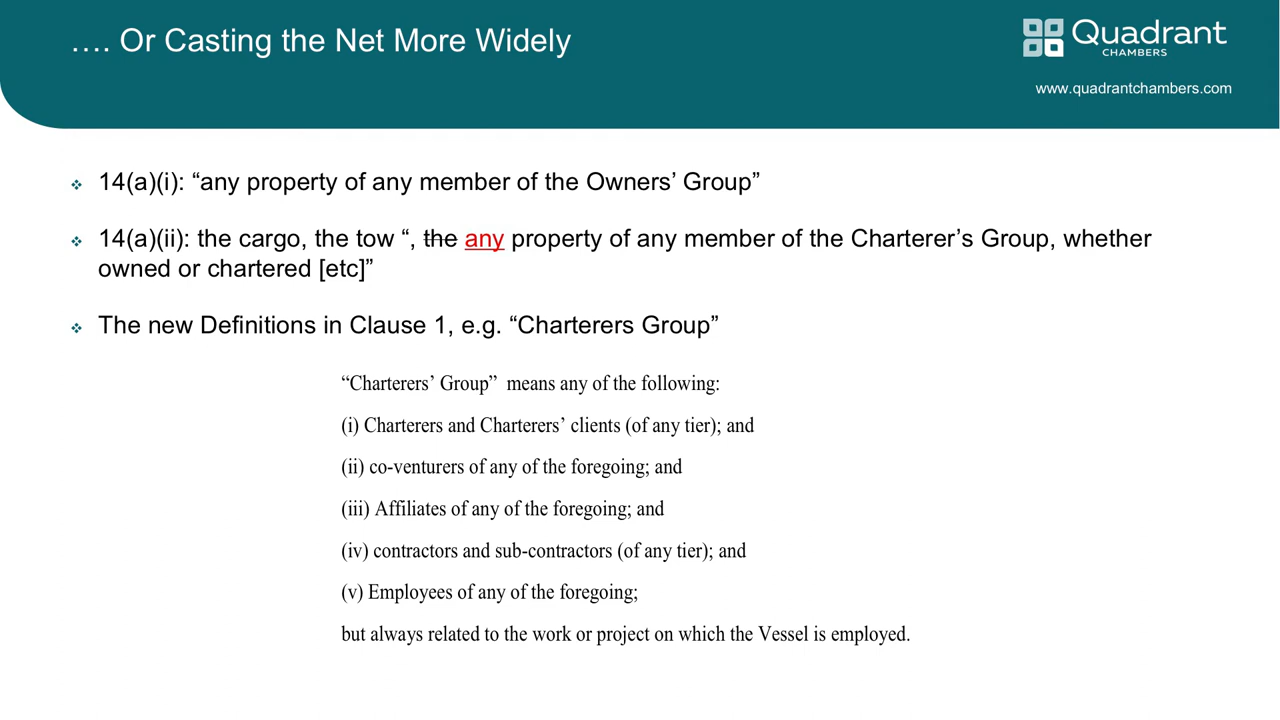 …. Or Casting the Net More Widely
Quadrant
CHAMBERS
www.quadrantchambers.com
14(a)(i): “any property of any member of the Owners’ Group”
14(a)(ii): the cargo, the tow “, the any property of any member of the Charterer’s Group, whether
owned or chartered [etc]”
The new Definitions in Clause 1, e.g. “Charterers Group”
“Charterers’ Group”  means any of the following:
(i) Charterers and Charterers’ clients (of any tier); and
(ii) co-venturers of any of the foregoing; and
(iii) Affiliates of any of the foregoing; and
(iv) contractors and sub-contractors (of any tier); and
(v) Employees of any of the foregoing;
but always related to the work or project on which the Vessel is employed.